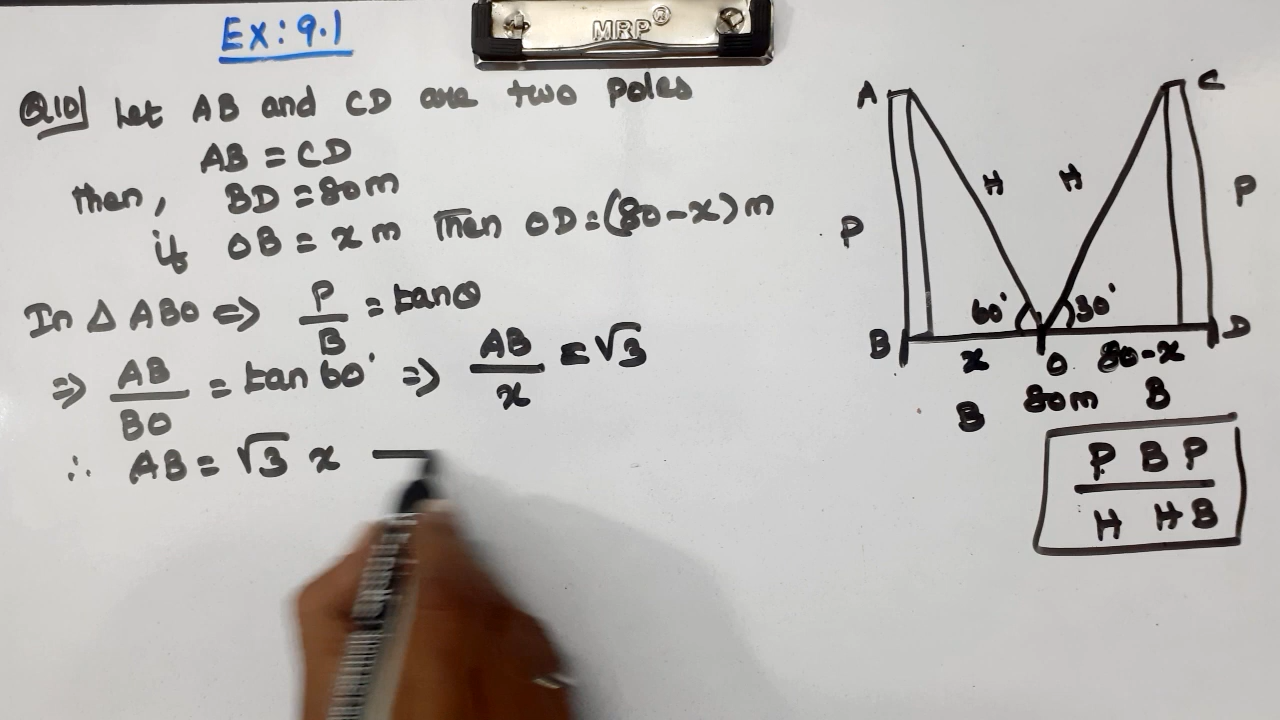 Ex: 9.1
MRP®
Q10) Let AB and CD are two poles
AB = CD
then, BD = 80m
if OB = x m Then OD = (80-x) m
In △ ABO ⇒ P/B = tanθ
⇒ AB/BO = tan 60° ⇒ AB/x = √3
∴ AB = √3 x —
A C
H H
P P
60° 30°
B x O 80-x D
B 80m B
P B P
H H B